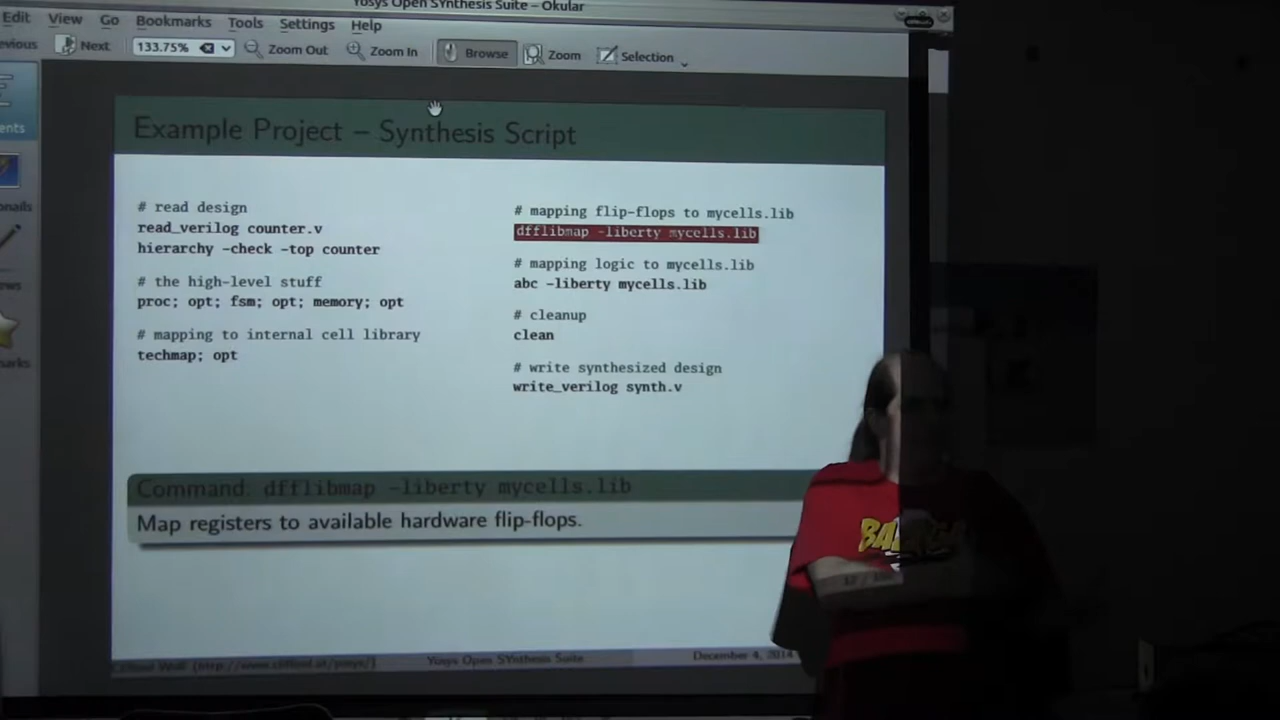 Yosys Open SYnthesis Suite – Okular
Edit View Go Bookmarks Tools Settings Help
Next 133.75% Zoom Out Zoom In Browse Zoom Selection
Example Project – Synthesis Script
# read design
read_verilog counter.v
hierarchy -check -top counter
# the high-level stuff
proc; opt; fsm; opt; memory; opt
# mapping to internal cell library
techmap; opt
# mapping flip-flops to mycells.lib
dfflibmap -liberty mycells.lib
# mapping logic to mycells.lib
abc -liberty mycells.lib
# cleanup
clean
# write synthesized design
write_verilog synth.v
Command: dfflibmap -liberty mycells.lib
Map registers to available hardware flip-flops.
(http://www.clifford.at/yosys/) Yosys Open SYnthesis Suite December 4, 2014